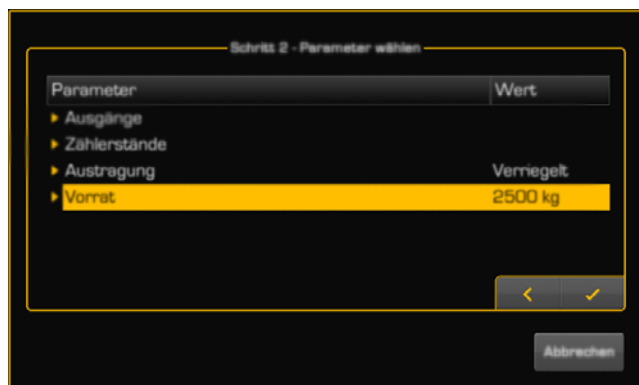 Schritt 2 - Parameter wählen
Parameter Wert
Ausgänge
Zählerstände
Austragung Verriegelt
Vorrat 2500 kg
Abbrechen